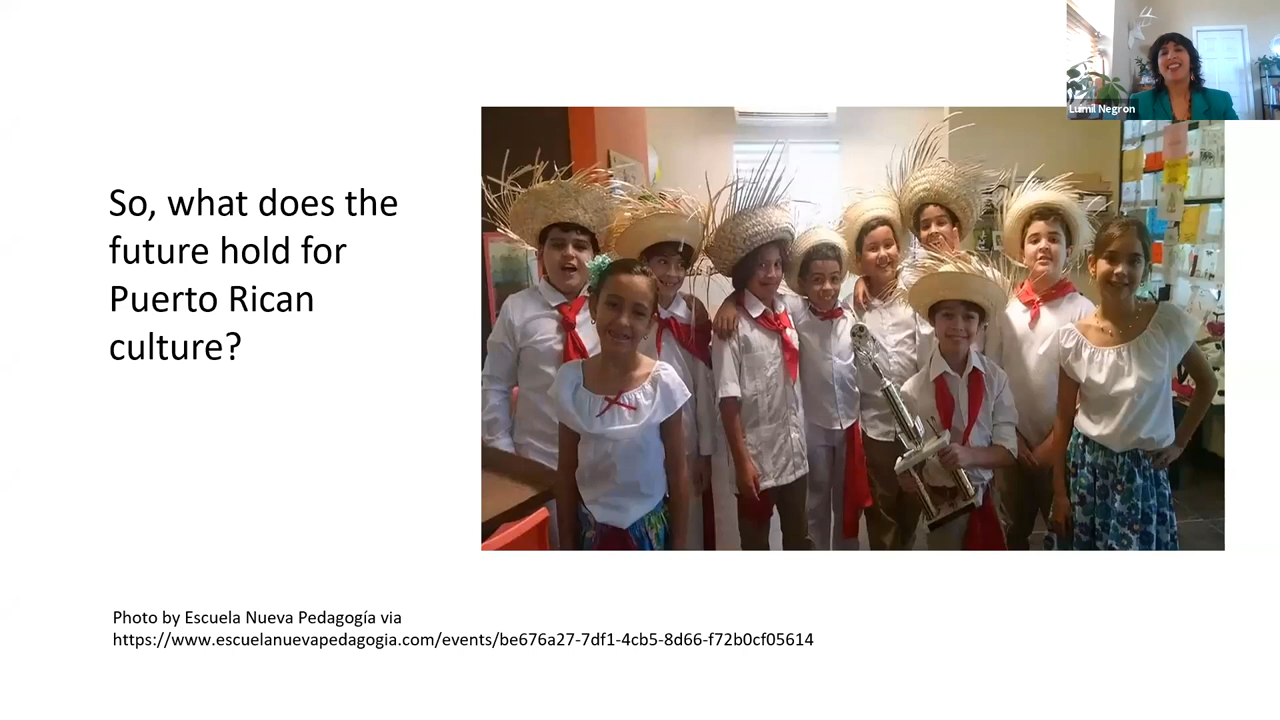 Lumil Negron
So, what does the
future hold for
Puerto Rican
culture?
Photo by Escuela Nueva Pedagogía via
https://www.escuelanuevapedagogia.com/events/be676a27-7df1-4cb5-8d66-f72b0cf05614